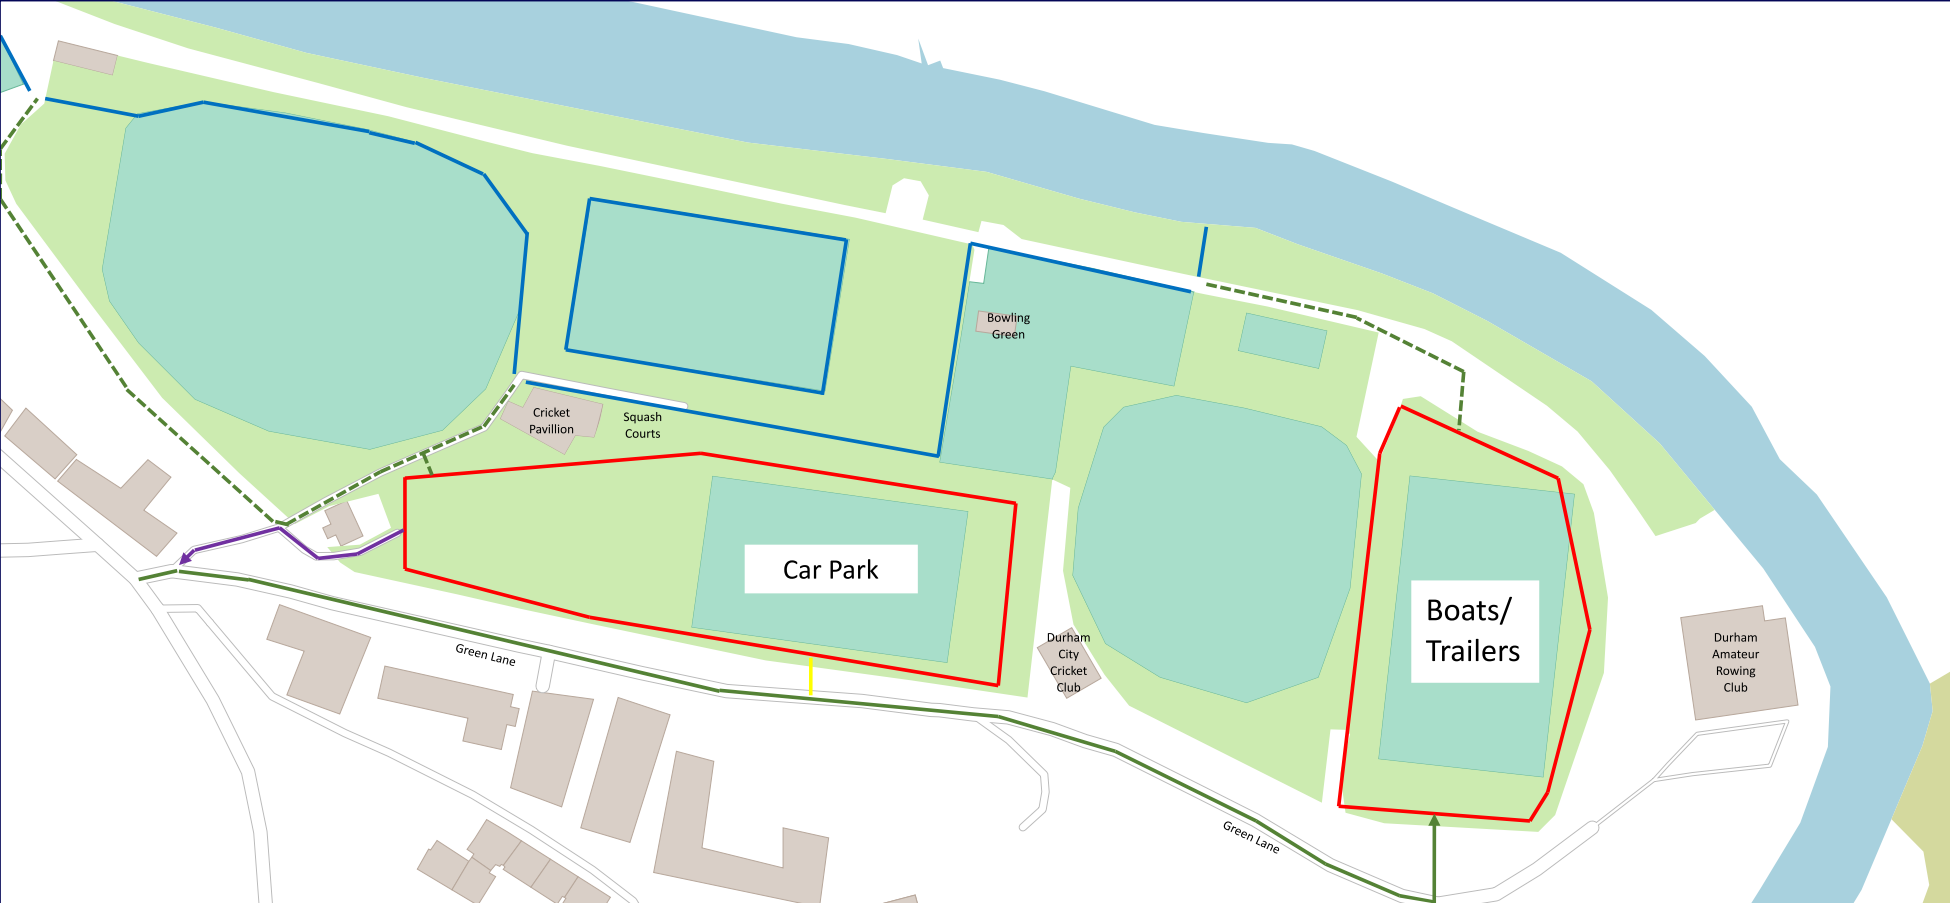 Bowling
Green
Cricket
Pavillion
Squash
Courts
Car Park
Boats/
Trailers
Durham
City
Cricket
Club
Durham
Amateur
Rowing
Club
Green Lane
Green Lane